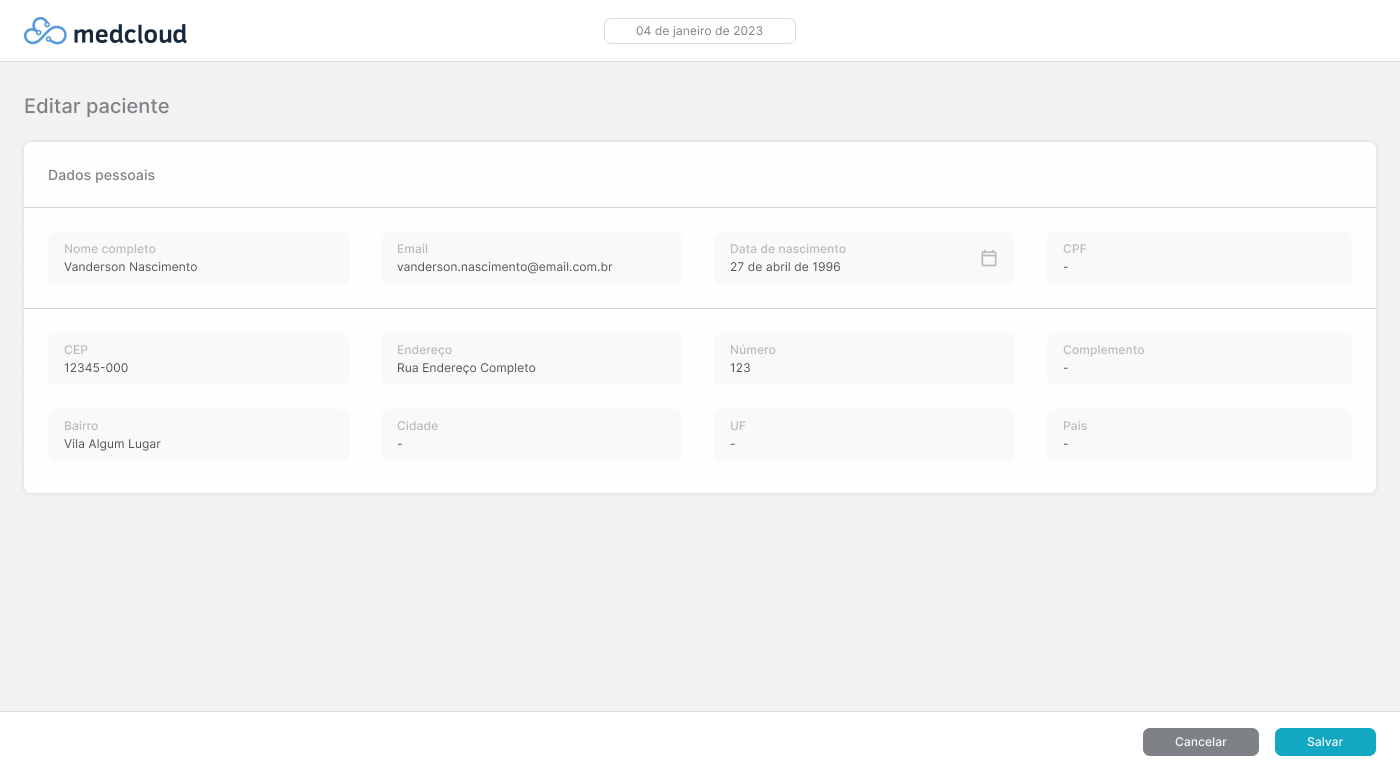 medcloud
04 de janeiro de 2023
Editar paciente
Dados pessoais
Nome completo
Vanderson Nascimento
Email
vanderson.nascimento@email.com.br
Data de nascimento
27 de abril de 1996
CPF
-
CEP
12345-000
Endereço
Rua Endereço Completo
Número
123
Complemento
-
Bairro
Vila Algum Lugar
Cidade
-
UF
-
País
-
Cancelar
Salvar